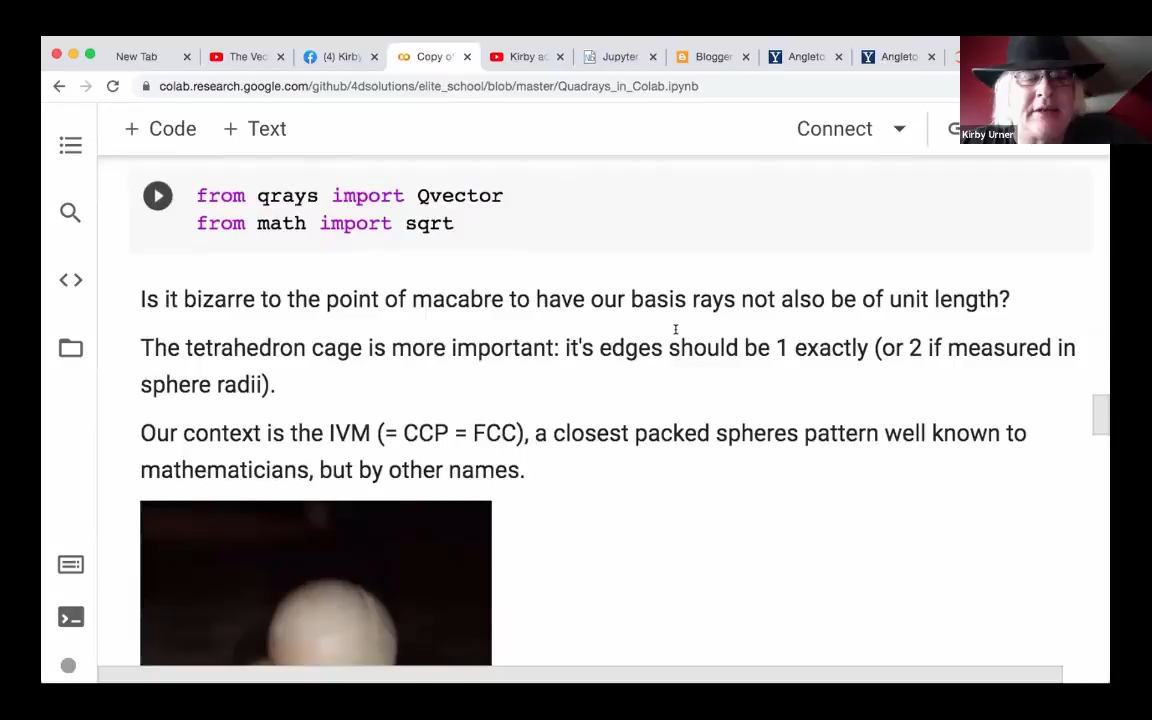 New Tab × The Vec × (4) Kirby × Copy of × Kirby ad × Jupyter × Blogger × Angleto × Angleto ×
colab.research.google.com/github/4dsolutions/elite_school/blob/master/Quadrays_in_Colab.ipynb
+ Code + Text Connect
Kirby Urner
from qrays import Qvector
from math import sqrt
Is it bizarre to the point of macabre to have our basis rays not also be of unit length?
The tetrahedron cage is more important: it's edges should be 1 exactly (or 2 if measured in
sphere radii).
Our context is the IVM (= CCP = FCC), a closest packed spheres pattern well known to
mathematicians, but by other names.